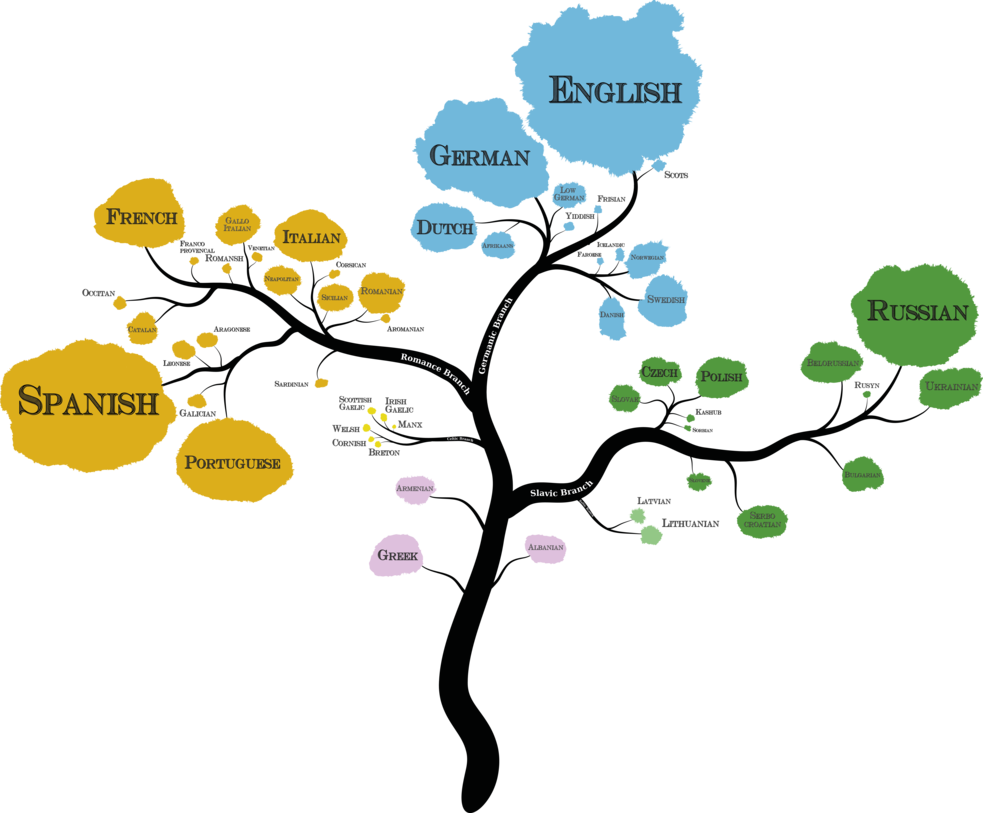 ENGLISH
GERMAN
SCOTS
LOW
GERMAN
FRISIAN
YIDDISH
DUTCH
AFRIKAANS
ICELANDIC
FAROESE
NORWEGIAN
SWEDISH
DANISH
Germanic Branch
FRENCH
GALLO
ITALIAN
ITALIAN
FRANCO
PROVENCAL
ROMANSH
VENETIAN
CORSICAN
NEAPOLITAN
SICILIAN
ROMANIAN
AROMANIAN
OCCITAN
CATALAN
ARAGONESE
LEONESE
SPANISH
GALICIAN
PORTUGUESE
SARDINIAN
Romance Branch
SCOTTISH
GAELIC
IRISH
GAELIC
MANX
WELSH
CORNISH
BRETON
Celtic Branch
RUSSIAN
BELORUSSIAN
RUSYN
UKRAINIAN
CZECH
POLISH
SLOVAK
KASHUB
SORBIAN
BULGARIAN
SERBO
CROATIAN
Slavic Branch
LATVIAN
LITHUANIAN
ARMENIAN
GREEK
ALBANIAN